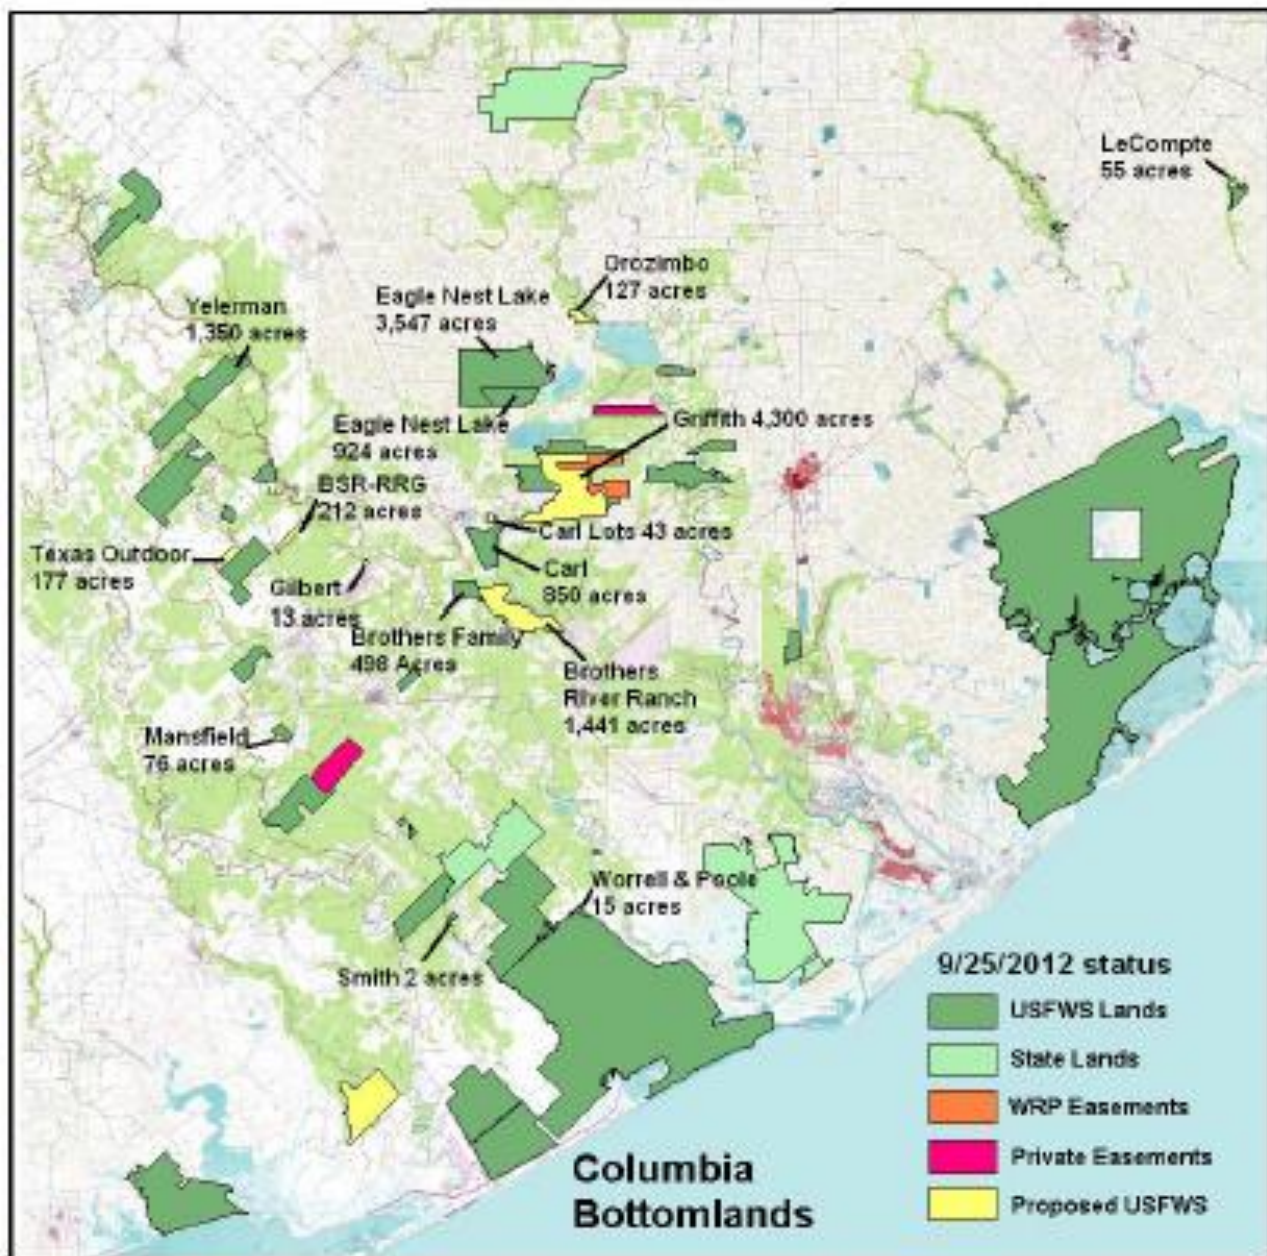 LeCompte
55 acres
Orozimbo
127 acres
Eagle Nest Lake
3,547 acres
Yelerman
1,350 acres
Griffith 4,300 acres
Eagle Nest Lake
924 acres
BSR-RRG
212 acres
Carl Lots 43 acres
Texas Outdoor
177 acres
Carl
850 acres
Gilbert
13 acres
Brothers Family
498 Acres
Brothers
River Ranch
1,441 acres
Mansfield
76 acres
Worrell & Poole
15 acres
Smith 2 acres
9/25/2012 status
USFWS Lands
State Lands
WRP Easements
Private Easements
Proposed USFWS
Columbia
Bottomlands